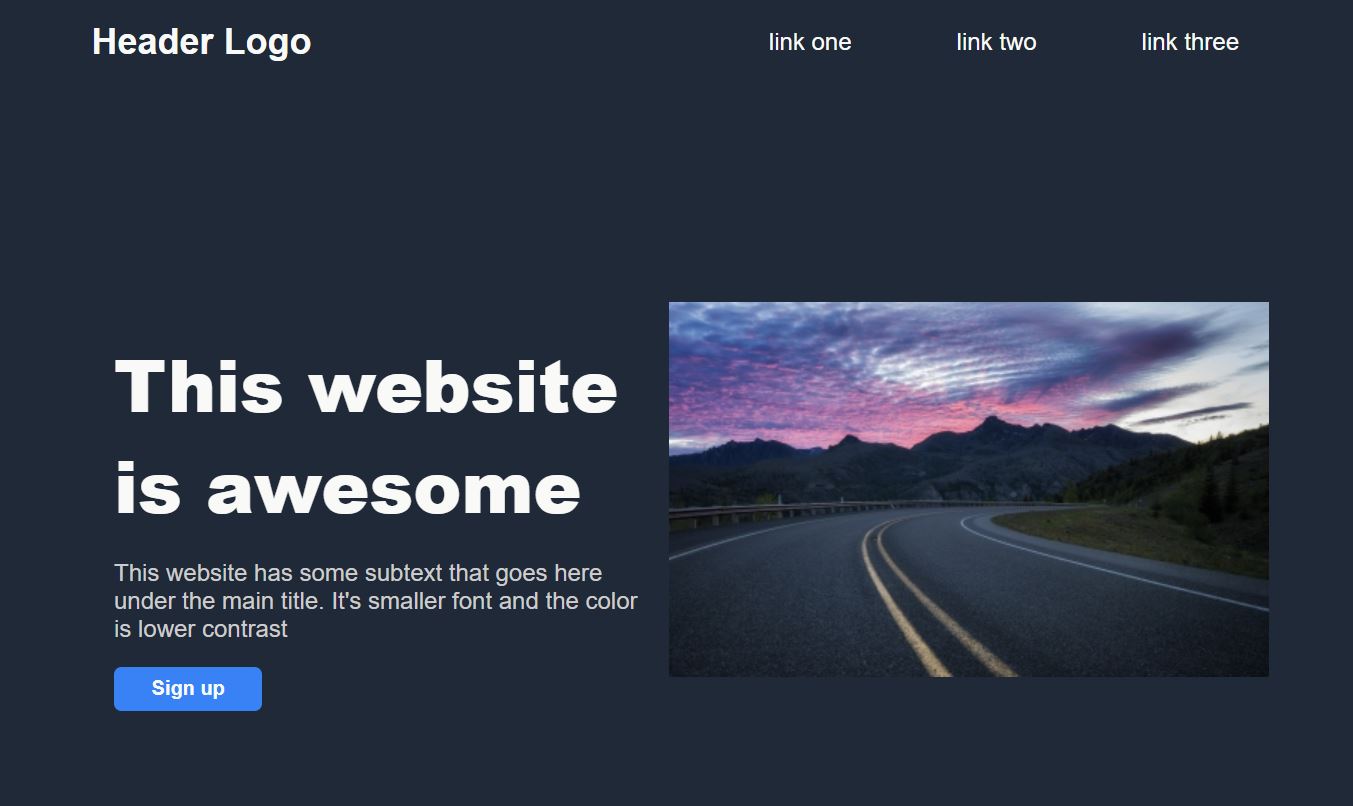 Header Logo
link one
link two
link three
This website
is awesome
This website has some subtext that goes here
under the main title. It's smaller font and the color
is lower contrast
Sign up